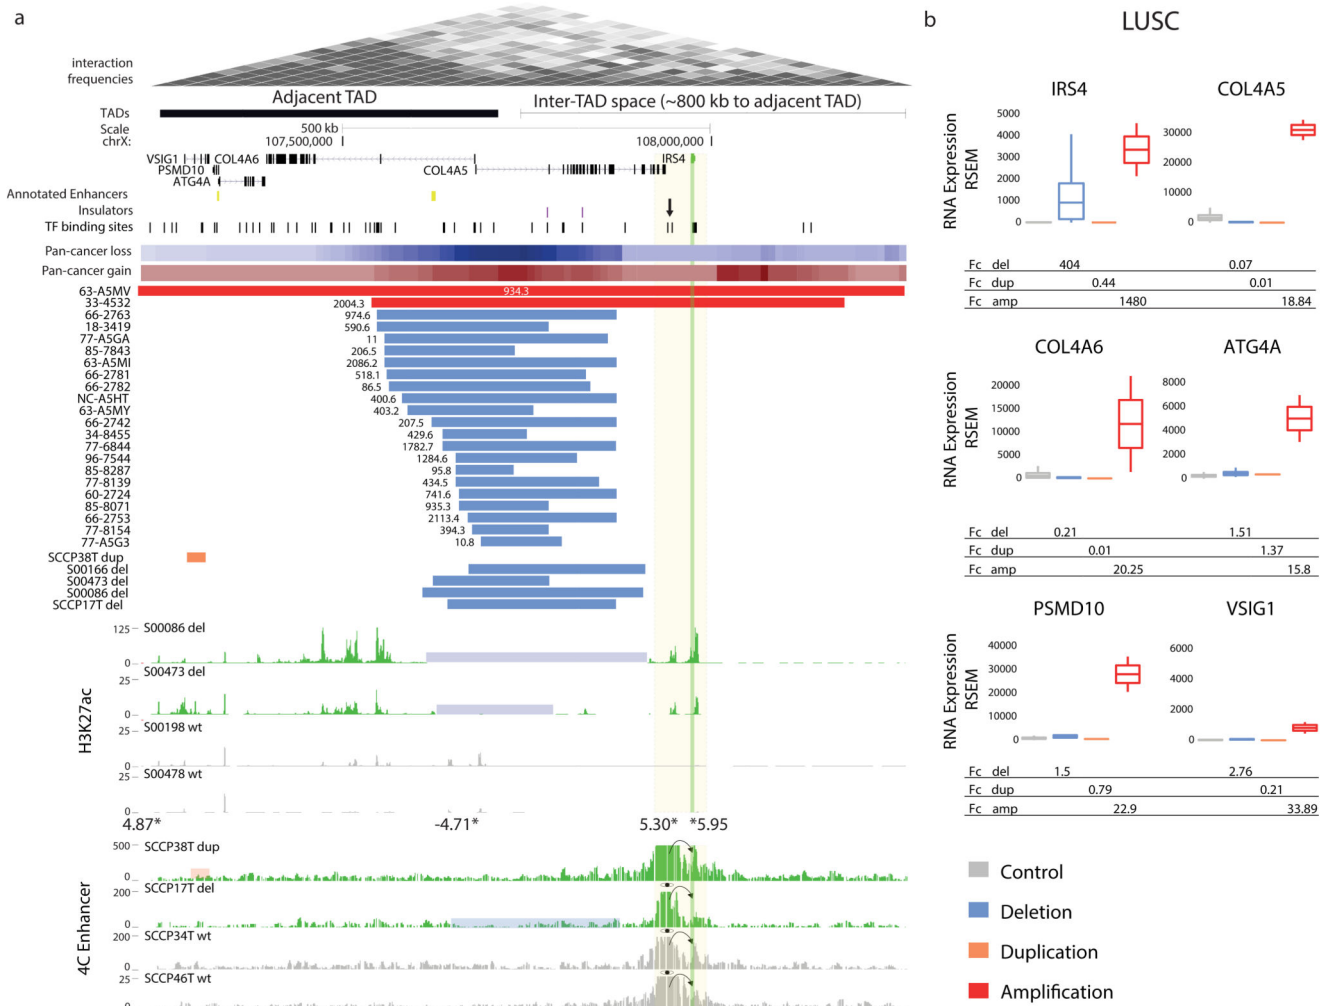 a
interaction
frequencies
Adjacent TAD
Inter-TAD space (~800 kb to adjacent TAD)
TADs
Scale
500 kb
chrX:
107,500,000
108,000,000
VSIG1
COL4A6
IRS4
PSMD10
COL4A5
ATG4A
Annotated Enhancers
Insulators
TF binding sites
Pan-cancer loss
Pan-cancer gain
63-A5MV 934.3
33-4532 2004.3
66-2763 974.6
18-3419 590.6
77-A5GA 11
85-7843 206.5
63-A5MI 2086.2
66-2781 518.1
66-2782 86.5
NC-A5HT 400.6
63-A5MY 403.2
66-2742 207.5
34-8455 429.6
77-6844 1782.7
96-7544 1284.6
85-8287 95.8
77-8139 434.5
60-2724 741.6
85-8071 935.3
66-2753 2113.4
77-8154 394.3
77-A5G3 10.8
SCCP38T dup
S00166 del
S00473 del
S00086 del
SCCP17T del
H3K27ac
125
S00086 del
0
S00473 del
25
0
S00198 wt
25
0
S00478 wt
25
0
4.87* -4.71* 5.30* *5.95
4C Enhancer
500
SCCP38T dup
0
SCCP17T del
200
0
SCCP34T wt
200
0
SCCP46T wt
25
0
b
LUSC
IRS4
RNA Expression
RSEM
5000
4000
3000
2000
1000
0
COL4A5
30000
20000
10000
0
Fc del 404 0.07
Fc dup 0.44 0.01
Fc amp 1480 18.84
COL4A6
RNA Expression
RSEM
20000
15000
10000
5000
0
ATG4A
8000
6000
4000
2000
0
Fc del 0.21 1.51
Fc dup 0.01 1.37
Fc amp 20.25 15.8
PSMD10
RNA Expression
RSEM
40000
30000
20000
10000
0
VSIG1
6000
4000
2000
0
Fc del 1.5 2.76
Fc dup 0.79 0.21
Fc amp 22.9 33.89
Control
Deletion
Duplication
Amplification